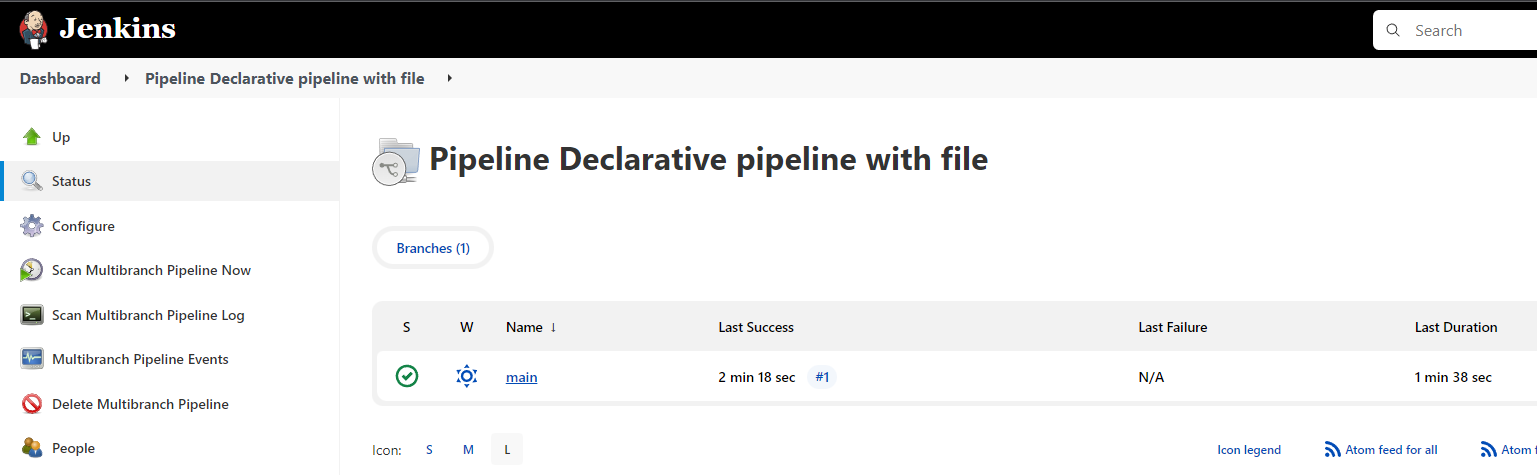 Jenkins
Search
Dashboard Pipeline Declarative pipeline with file
Up
Status
Configure
Scan Multibranch Pipeline Now
Scan Multibranch Pipeline Log
Multibranch Pipeline Events
Delete Multibranch Pipeline
People
Pipeline Declarative pipeline with file
Branches (1)
S W Name ↓ Last Success Last Failure Last Duration
main 2 min 18 sec #1 N/A 1 min 38 sec
Icon: S M L Icon legend Atom feed for all Atom